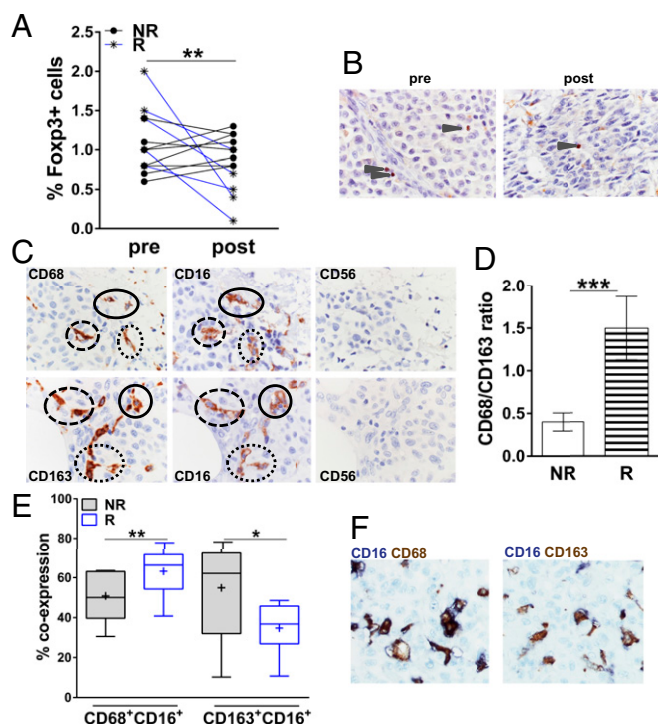 A
NR
R
**
% Foxp3+ cells
2.5
2.0
1.5
1.0
0.5
0.0
pre
post
B
pre
post
C
CD68
CD16
CD56
CD163
CD16
CD56
D
***
CD68/CD163 ratio
2.0
1.5
1.0
0.5
0.0
NR
R
E
NR
R
**
*
% co-expression
100
80
60
40
20
0
CD68⁺CD16⁺
CD163⁺CD16⁺
F
CD16 CD68
CD16 CD163